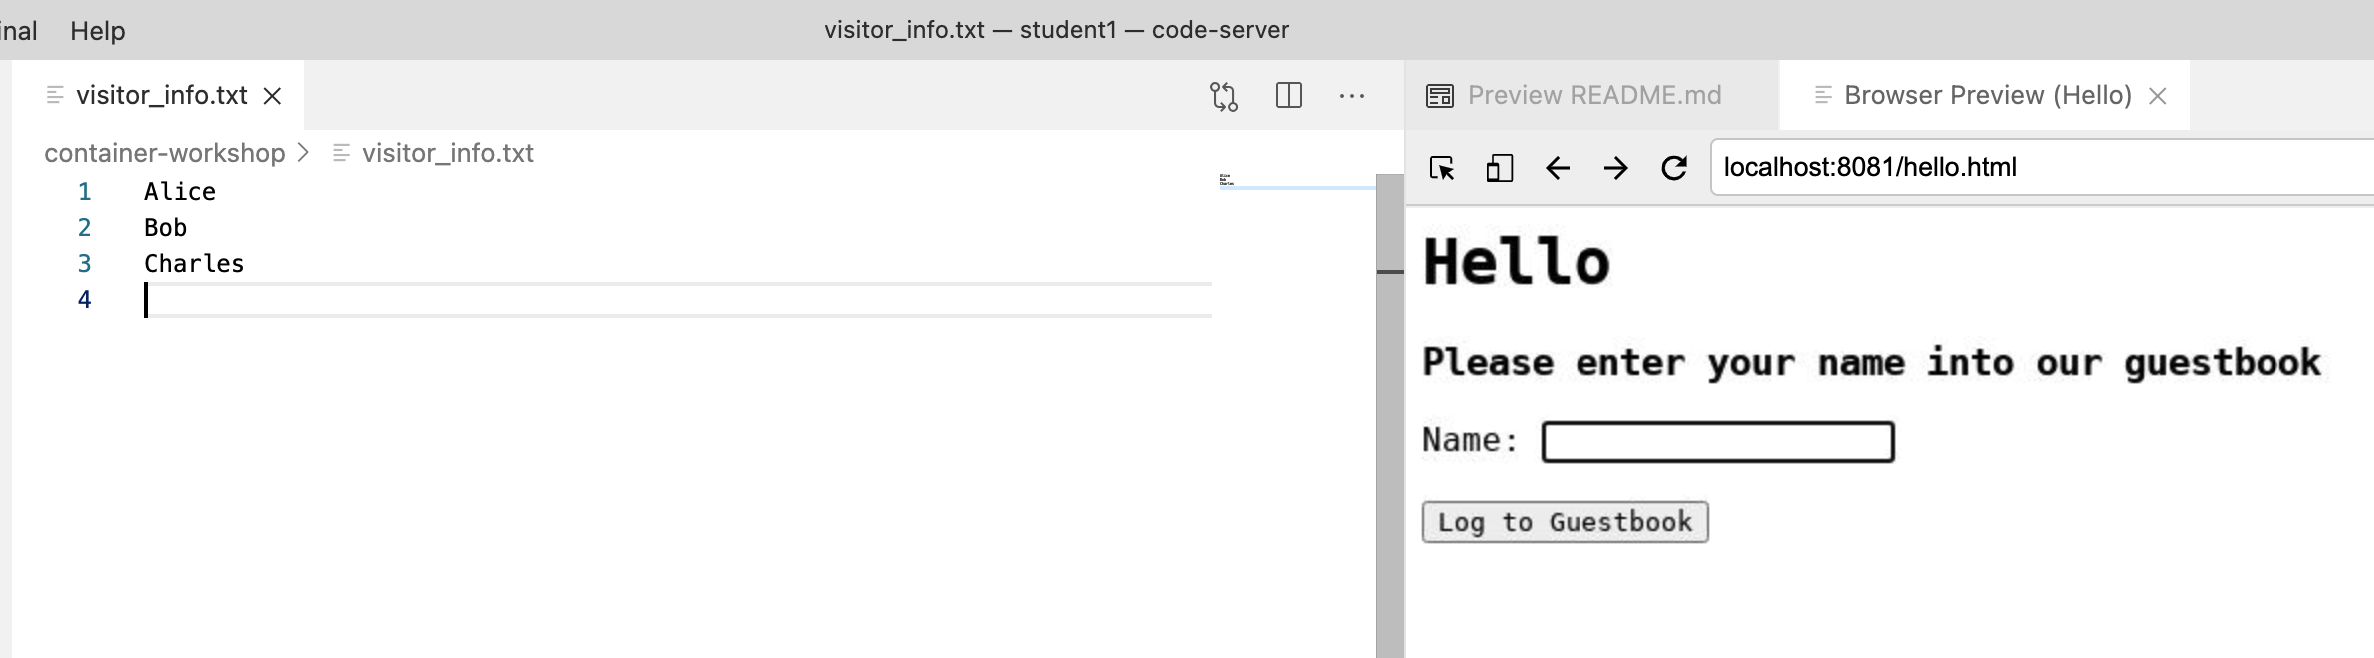 inal Help
visitor_info.txt — student1 — code-server
visitor_info.txt
container-workshop > visitor_info.txt
1 Alice
2 Bob
3 Charles
4
Preview README.md
Browser Preview (Hello)
localhost:8081/hello.html
Hello
Please enter your name into our guestbook
Name:
Log to Guestbook